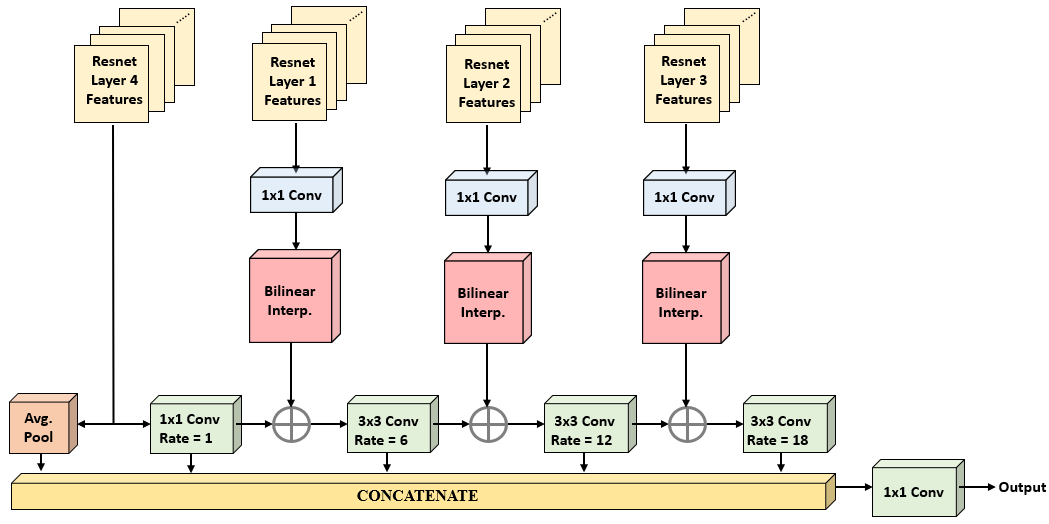 Resnet
Layer 4
Features
Resnet
Layer 1
Features
Resnet
Layer 2
Features
Resnet
Layer 3
Features
1x1 Conv
1x1 Conv
1x1 Conv
Bilinear
Interp.
Bilinear
Interp.
Bilinear
Interp.
Avg.
Pool
1x1 Conv
Rate = 1
3x3 Conv
Rate = 6
3x3 Conv
Rate = 12
3x3 Conv
Rate = 18
CONCATENATE
1x1 Conv
Output